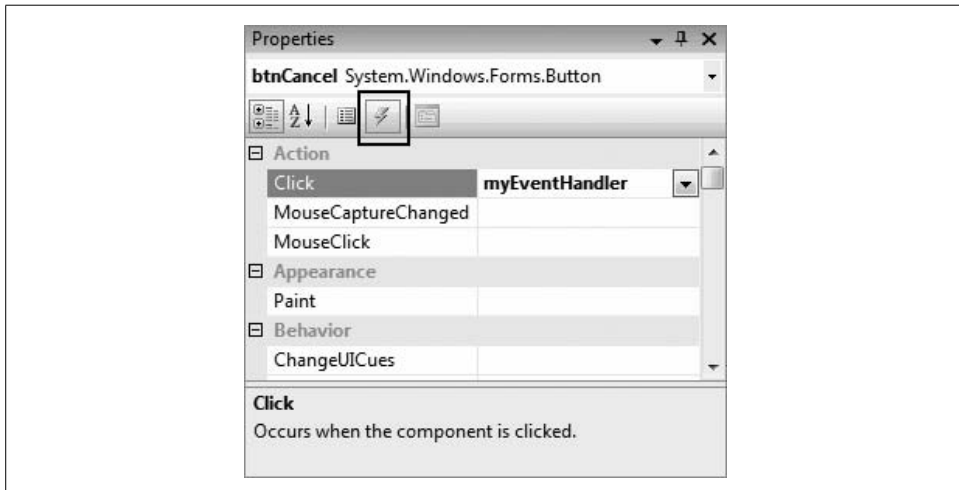 Properties
btnCancel System.Windows.Forms.Button
A
Z
Action
Click myEventHandler
MouseCaptureChanged
MouseClick
Appearance
Paint
Behavior
ChangeUICues
Click
Occurs when the component is clicked.